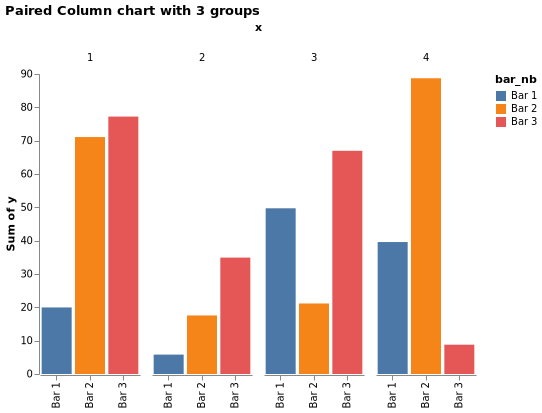 Paired Column chart with 3 groups
x
1 2 3 4
bar_nb
Bar 1
Bar 2
Bar 3
Sum of y
90
80
70
60
50
40
30
20
10
0
Bar 1 Bar 2 Bar 3 Bar 1 Bar 2 Bar 3 Bar 1 Bar 2 Bar 3 Bar 1 Bar 2 Bar 3